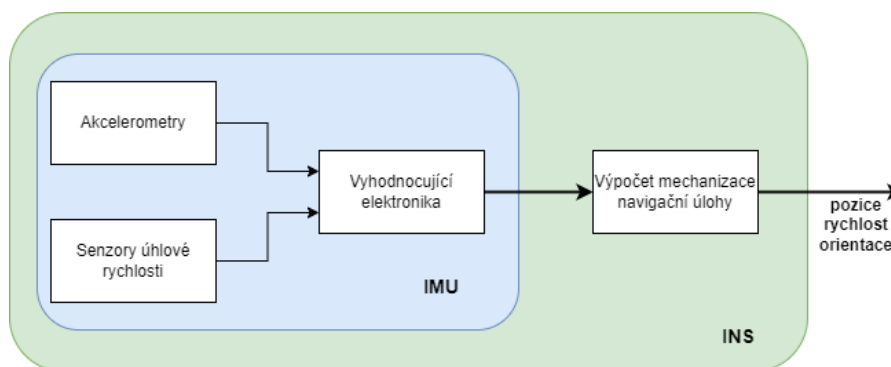 Akcelerometry
Senzory úhlové
rychlosti
Vyhodnocující
elektronika
IMU
Výpočet mechanizace
navigační úlohy
INS
pozice
rychlost
orientace